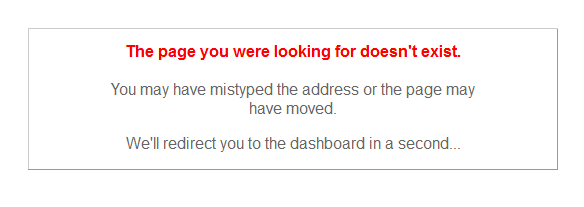 The page you were looking for doesn't exist.
You may have mistyped the address or the page may
have moved.
We'll redirect you to the dashboard in a second...